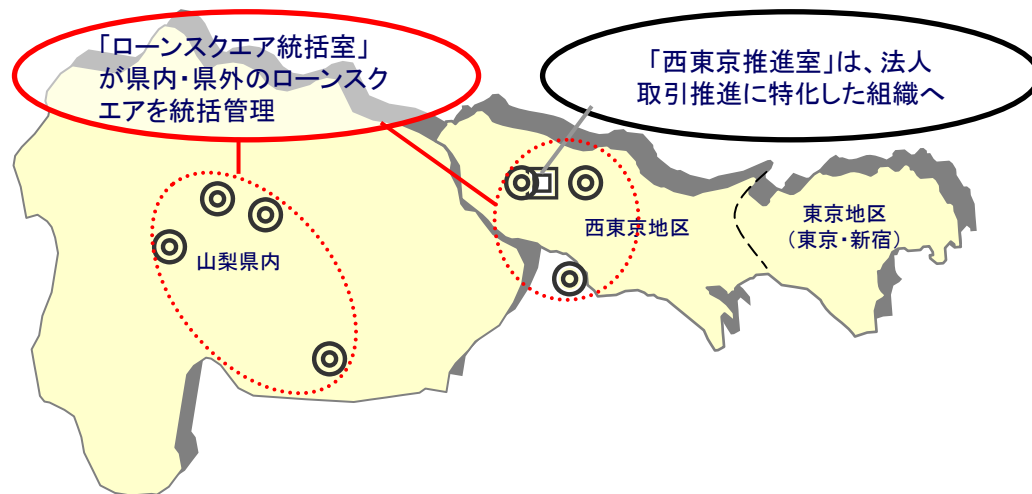 「ローンスクエア統括室」
が県内・県外のローンスク
エアを統括管理
「西東京推進室」は、法人
取引推進に特化した組織へ
山梨県内
西東京地区
東京地区
（東京・新宿）